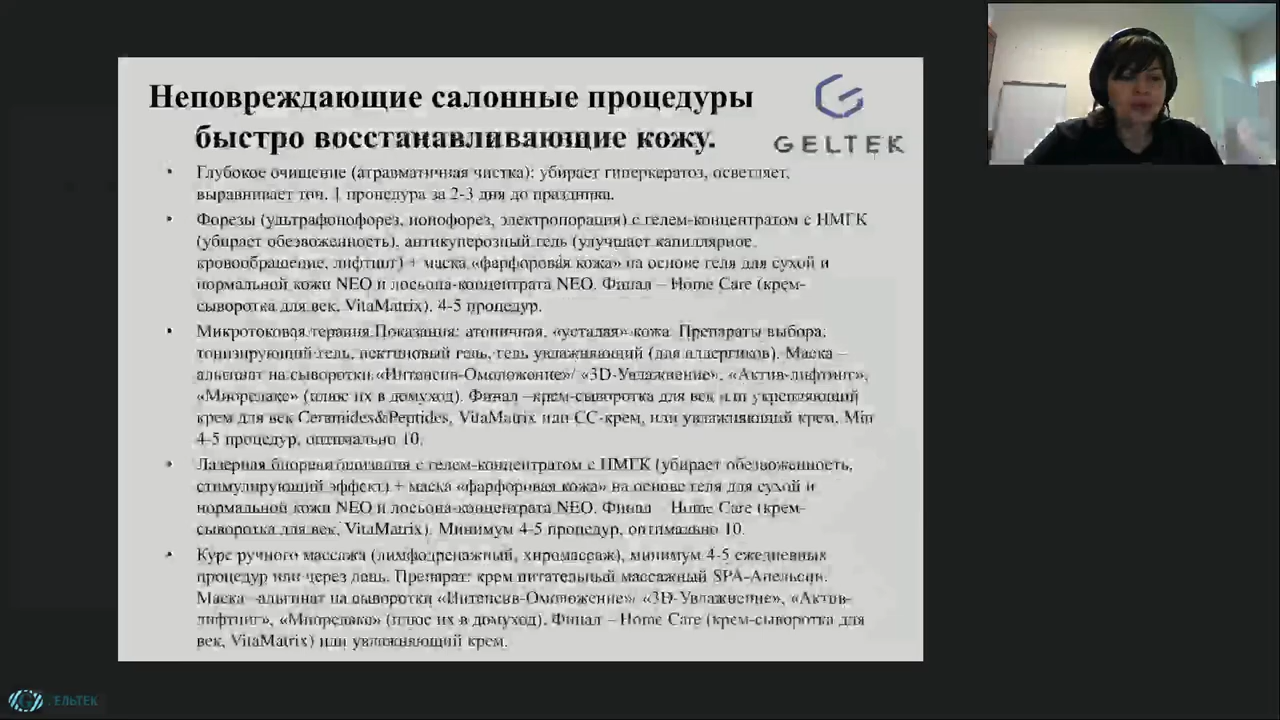 Неповреждающие салонные процедуры
быстро восстанавливающие кожу.
GELTEK
• Глубокое очищение (атравматичная чистка): убирает гиперкератоз, осветляет,
выравнивает тон. 1 процедура за 2-3 дня до праздника.
• Форезы (ультрафонофорез, ионофорез, электропорация) с гелем-концентратом с НМГК
(убирает обезвоженность), антикуперозный гель (улучшает капиллярное
кровообращение, лифтинг) + маска «фарфоровая кожа» на основе геля для сухой и
нормальной кожи NEO и лосьона-концентрата NEO. Финал – Home Care (крем-
сыворотка для век, VitaMatrix). 4-5 процедур.
• Микротоковая терапия.Показания: атоничная, «усталая» кожа. Препараты выбора:
тонизирующий гель, пектиновый гель, гель увлажняющий (для аллергиков). Маска –
альгинат на сыворотки «Интенсив-Омоложение»/ «3D-Увлажнение», «Актив-лифтинг»,
«Миорелакс» (плюс их в домуход). Финал –крем-сыворотка для век или укрепляющий
крем для век Ceramides&Peptides, VitaMatrix или СС-крем, или увлажняющий крем. Min
4-5 процедур, оптимально 10.
• Лазерная биоревитализация с гелем-концентратом с НМГК (убирает обезвоженность,
стимулирующий эффект) + маска «фарфоровая кожа» на основе геля для сухой и
нормальной кожи NEO и лосьона-концентрата NEO. Финал – Home Care (крем-
сыворотка для век, VitaMatrix). Минимум 4-5 процедур, оптимально 10.
• Курс ручного массажа (лимфодренажный, хиромассаж), минимум 4-5 ежедневных
процедур или через день. Препарат: крем питательный массажный SPA-Апельсин.
Маска –альгинат на сыворотки «Интенсив-Омоложение» «3D-Увлажнение», «Актив-
лифтинг», «Миорелакс» (плюс их в домуход). Финал – Home Care (крем-сыворотка для
век, VitaMatrix) или увлажняющий крем.
ГЕЛЬТЕК